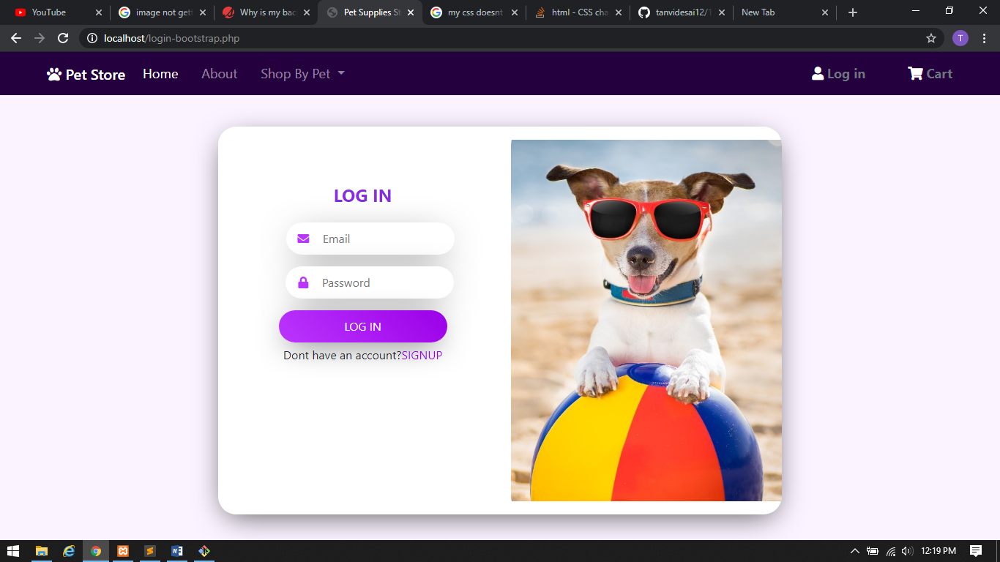 YouTube
image not gett
Why is my bac
Pet Supplies St
my css doesnt
html - CSS cha
tanvidesai12/
New Tab
localhost/login-bootstrap.php
T
Pet Store
Home
About
Shop By Pet
Log in
Cart
LOG IN
Email
Password
LOG IN
Dont have an account?SIGNUP
12:19 PM